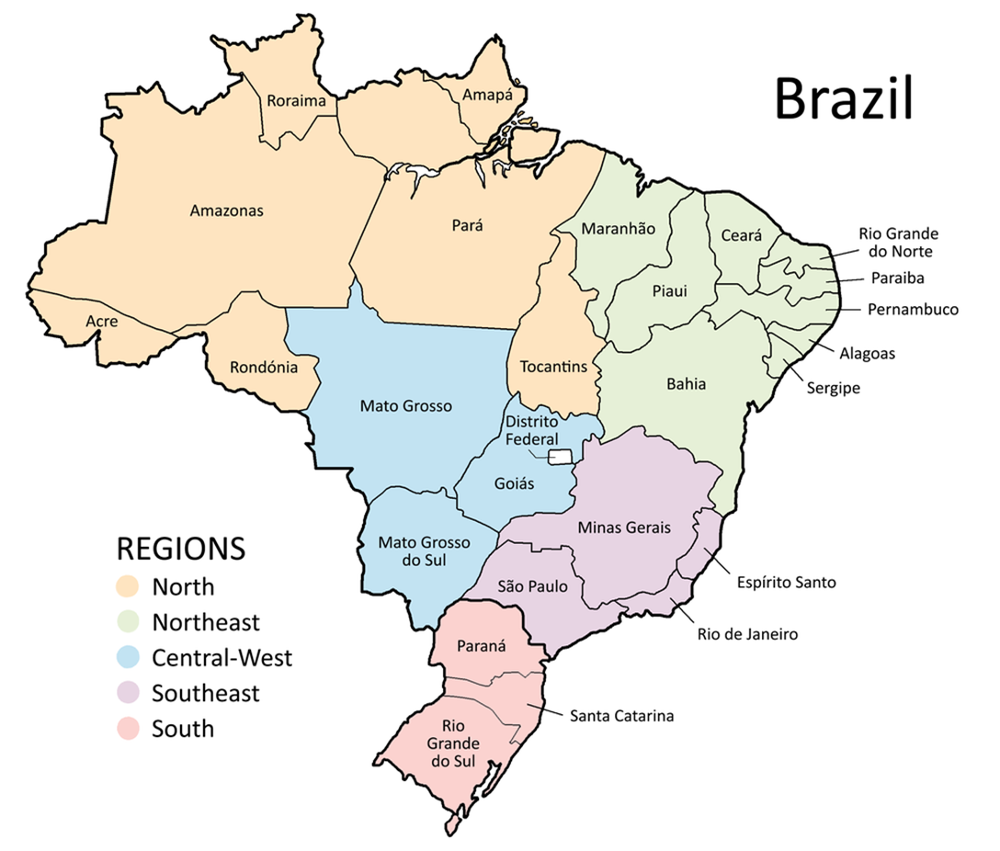 Brazil
Roraima
Amapá
Amazonas
Pará
Maranhão
Ceará
Rio Grande
do Norte
Paraiba
Piaui
Pernambuco
Acre
Rondónia
Tocantins
Alagoas
Bahia
Sergipe
Mato Grosso
Distrito
Federal
Goiás
Minas Gerais
Mato Grosso
do Sul
São Paulo
Espírito Santo
Rio de Janeiro
Paraná
Santa Catarina
Rio
Grande
do Sul
REGIONS
North
Northeast
Central-West
Southeast
South